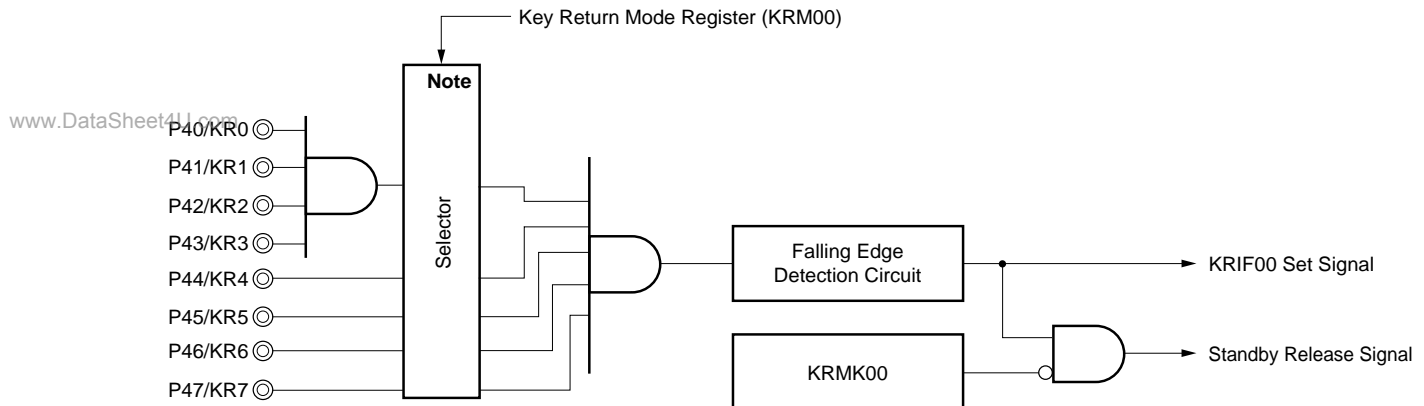 Key Return Mode Register (KRM00)
Note
www.DataSheet4U.com
P40/KR0
P41/KR1
P42/KR2
P43/KR3
P44/KR4
P45/KR5
P46/KR6
P47/KR7
Selector
Falling Edge
Detection Circuit
KRIF00 Set Signal
KRMK00
Standby Release Signal